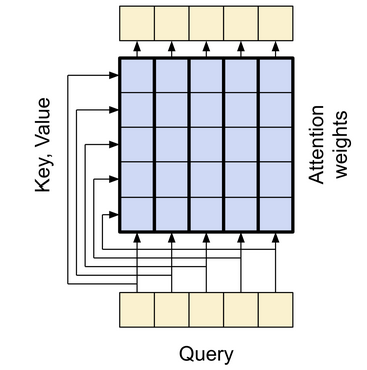 Key, Value
Attention
weights
Query